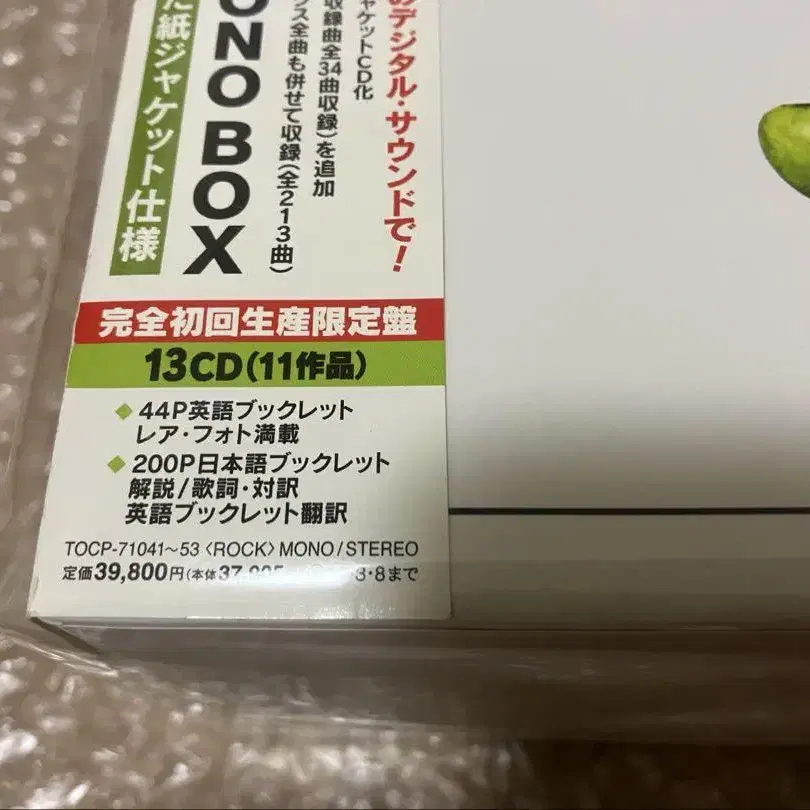 のデジタル・サウンドで!
ャケットCD化
収録曲全34曲収録)を追加
ス全曲も併せて収録(全213曲)
ONO BOX
た紙ジャケット仕様
完全初回生産限定盤
13CD(11作品)
◆44P英語ブックレット
レア・フォト満載
◆200P日本語ブックレット
解説/歌詞・対訳
英語ブックレット翻訳
TOCP-71041~53〈ROCK〉MONO/STEREO
定価39,800円(本体 8・8まで